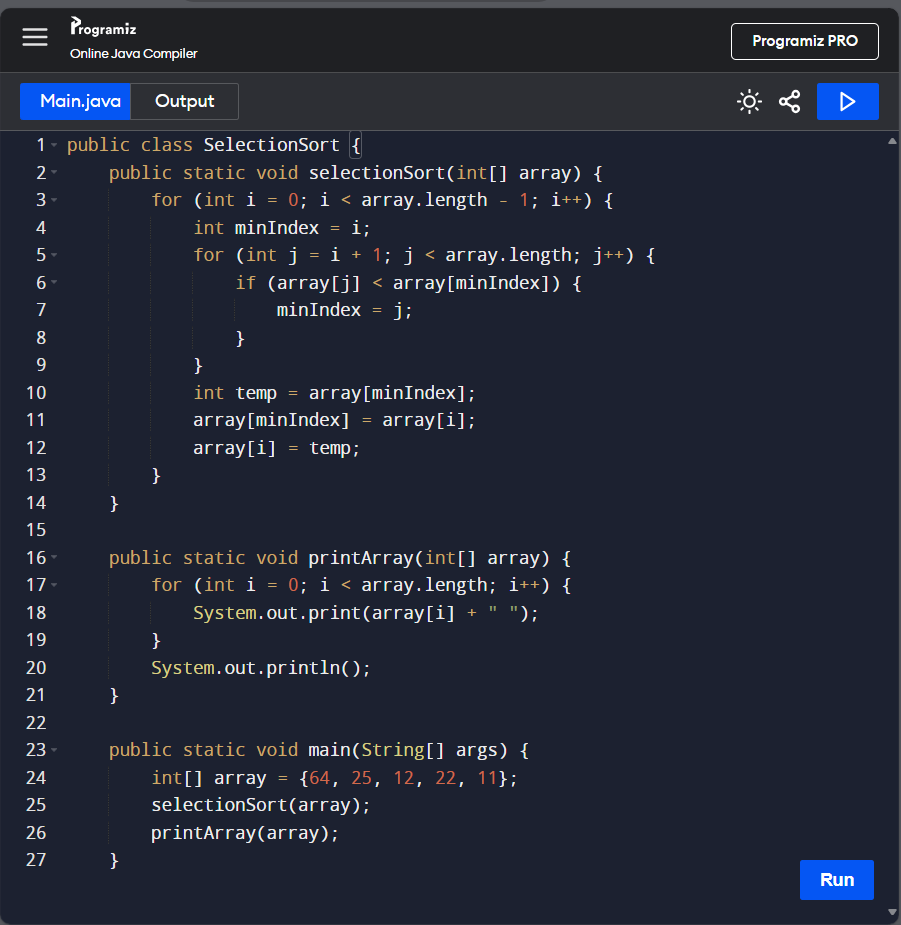 Programiz
Online Java Compiler
Programiz PRO
Main.java
Output
1 public class SelectionSort {
2     public static void selectionSort(int[] array) {
3         for (int i = 0; i < array.length - 1; i++) {
4             int minIndex = i;
5             for (int j = i + 1; j < array.length; j++) {
6                 if (array[j] < array[minIndex]) {
7                     minIndex = j;
8                 }
9             }
10             int temp = array[minIndex];
11             array[minIndex] = array[i];
12             array[i] = temp;
13         }
14     }
15
16     public static void printArray(int[] array) {
17         for (int i = 0; i < array.length; i++) {
18             System.out.print(array[i] + " ");
19         }
20         System.out.println();
21     }
22
23     public static void main(String[] args) {
24         int[] array = {64, 25, 12, 22, 11};
25         selectionSort(array);
26         printArray(array);
27     }
Run